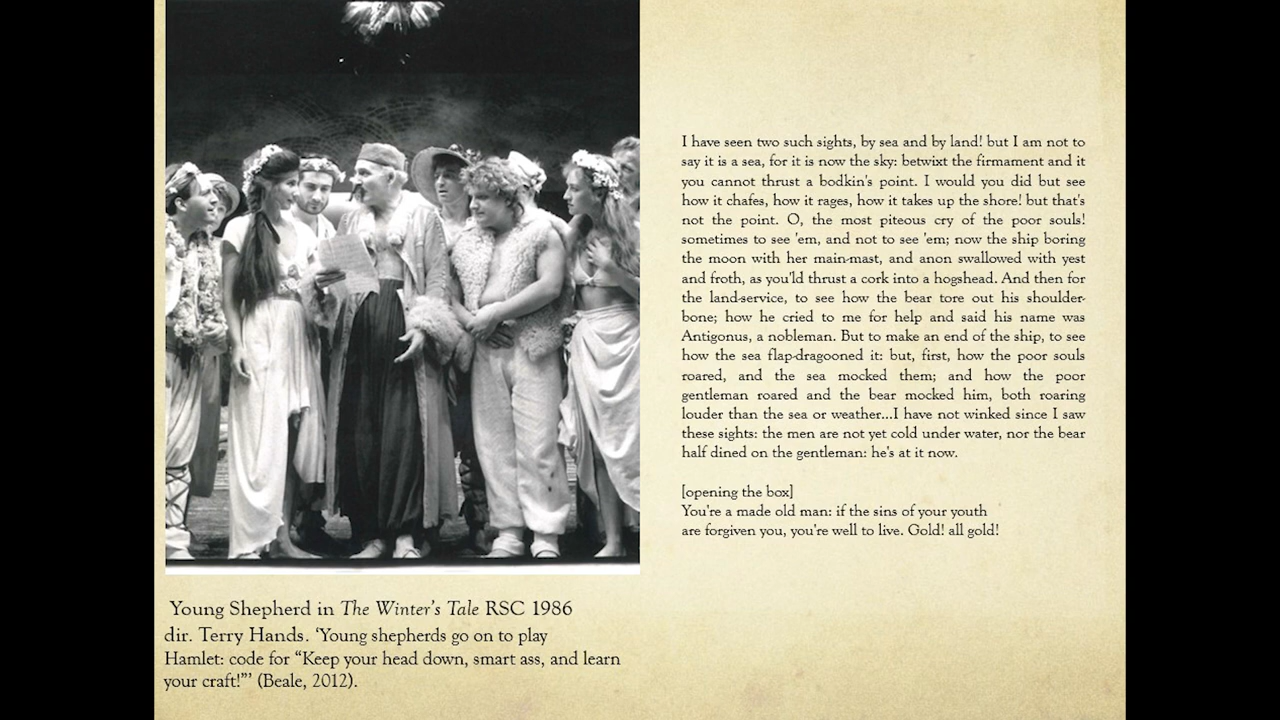 I have seen two such sights, by sea and by land! but I am not to
say it is a sea, for it is now the sky: betwixt the firmament and it
you cannot thrust a bodkin's point. I would you did but see
how it chafes, how it rages, how it takes up the shore! but that's
not the point. O, the most piteous cry of the poor souls!
sometimes to see 'em, and not to see 'em; now the ship boring
the moon with her main-mast, and anon swallowed with yest
and froth, as you'ld thrust a cork into a hogshead. And then for
the land-service, to see how the bear tore out his shoulder-
bone; how he cried to me for help and said his name was
Antigonus, a nobleman. But to make an end of the ship, to see
how the sea flap-dragooned it: but, first, how the poor souls
roared, and the sea mocked them; and how the poor
gentleman roared and the bear mocked him, both roaring
louder than the sea or weather...I have not winked since I saw
these sights: the men are not yet cold under water, nor the bear
half dined on the gentleman: he's at it now.
[opening the box]
You're a made old man: if the sins of your youth
are forgiven you, you're well to live. Gold! all gold!
Young Shepherd in The Winter's Tale RSC 1986
dir. Terry Hands. ‘Young shepherds go on to play
Hamlet: code for “Keep your head down, smart ass, and learn
your craft!”’ (Beale, 2012).